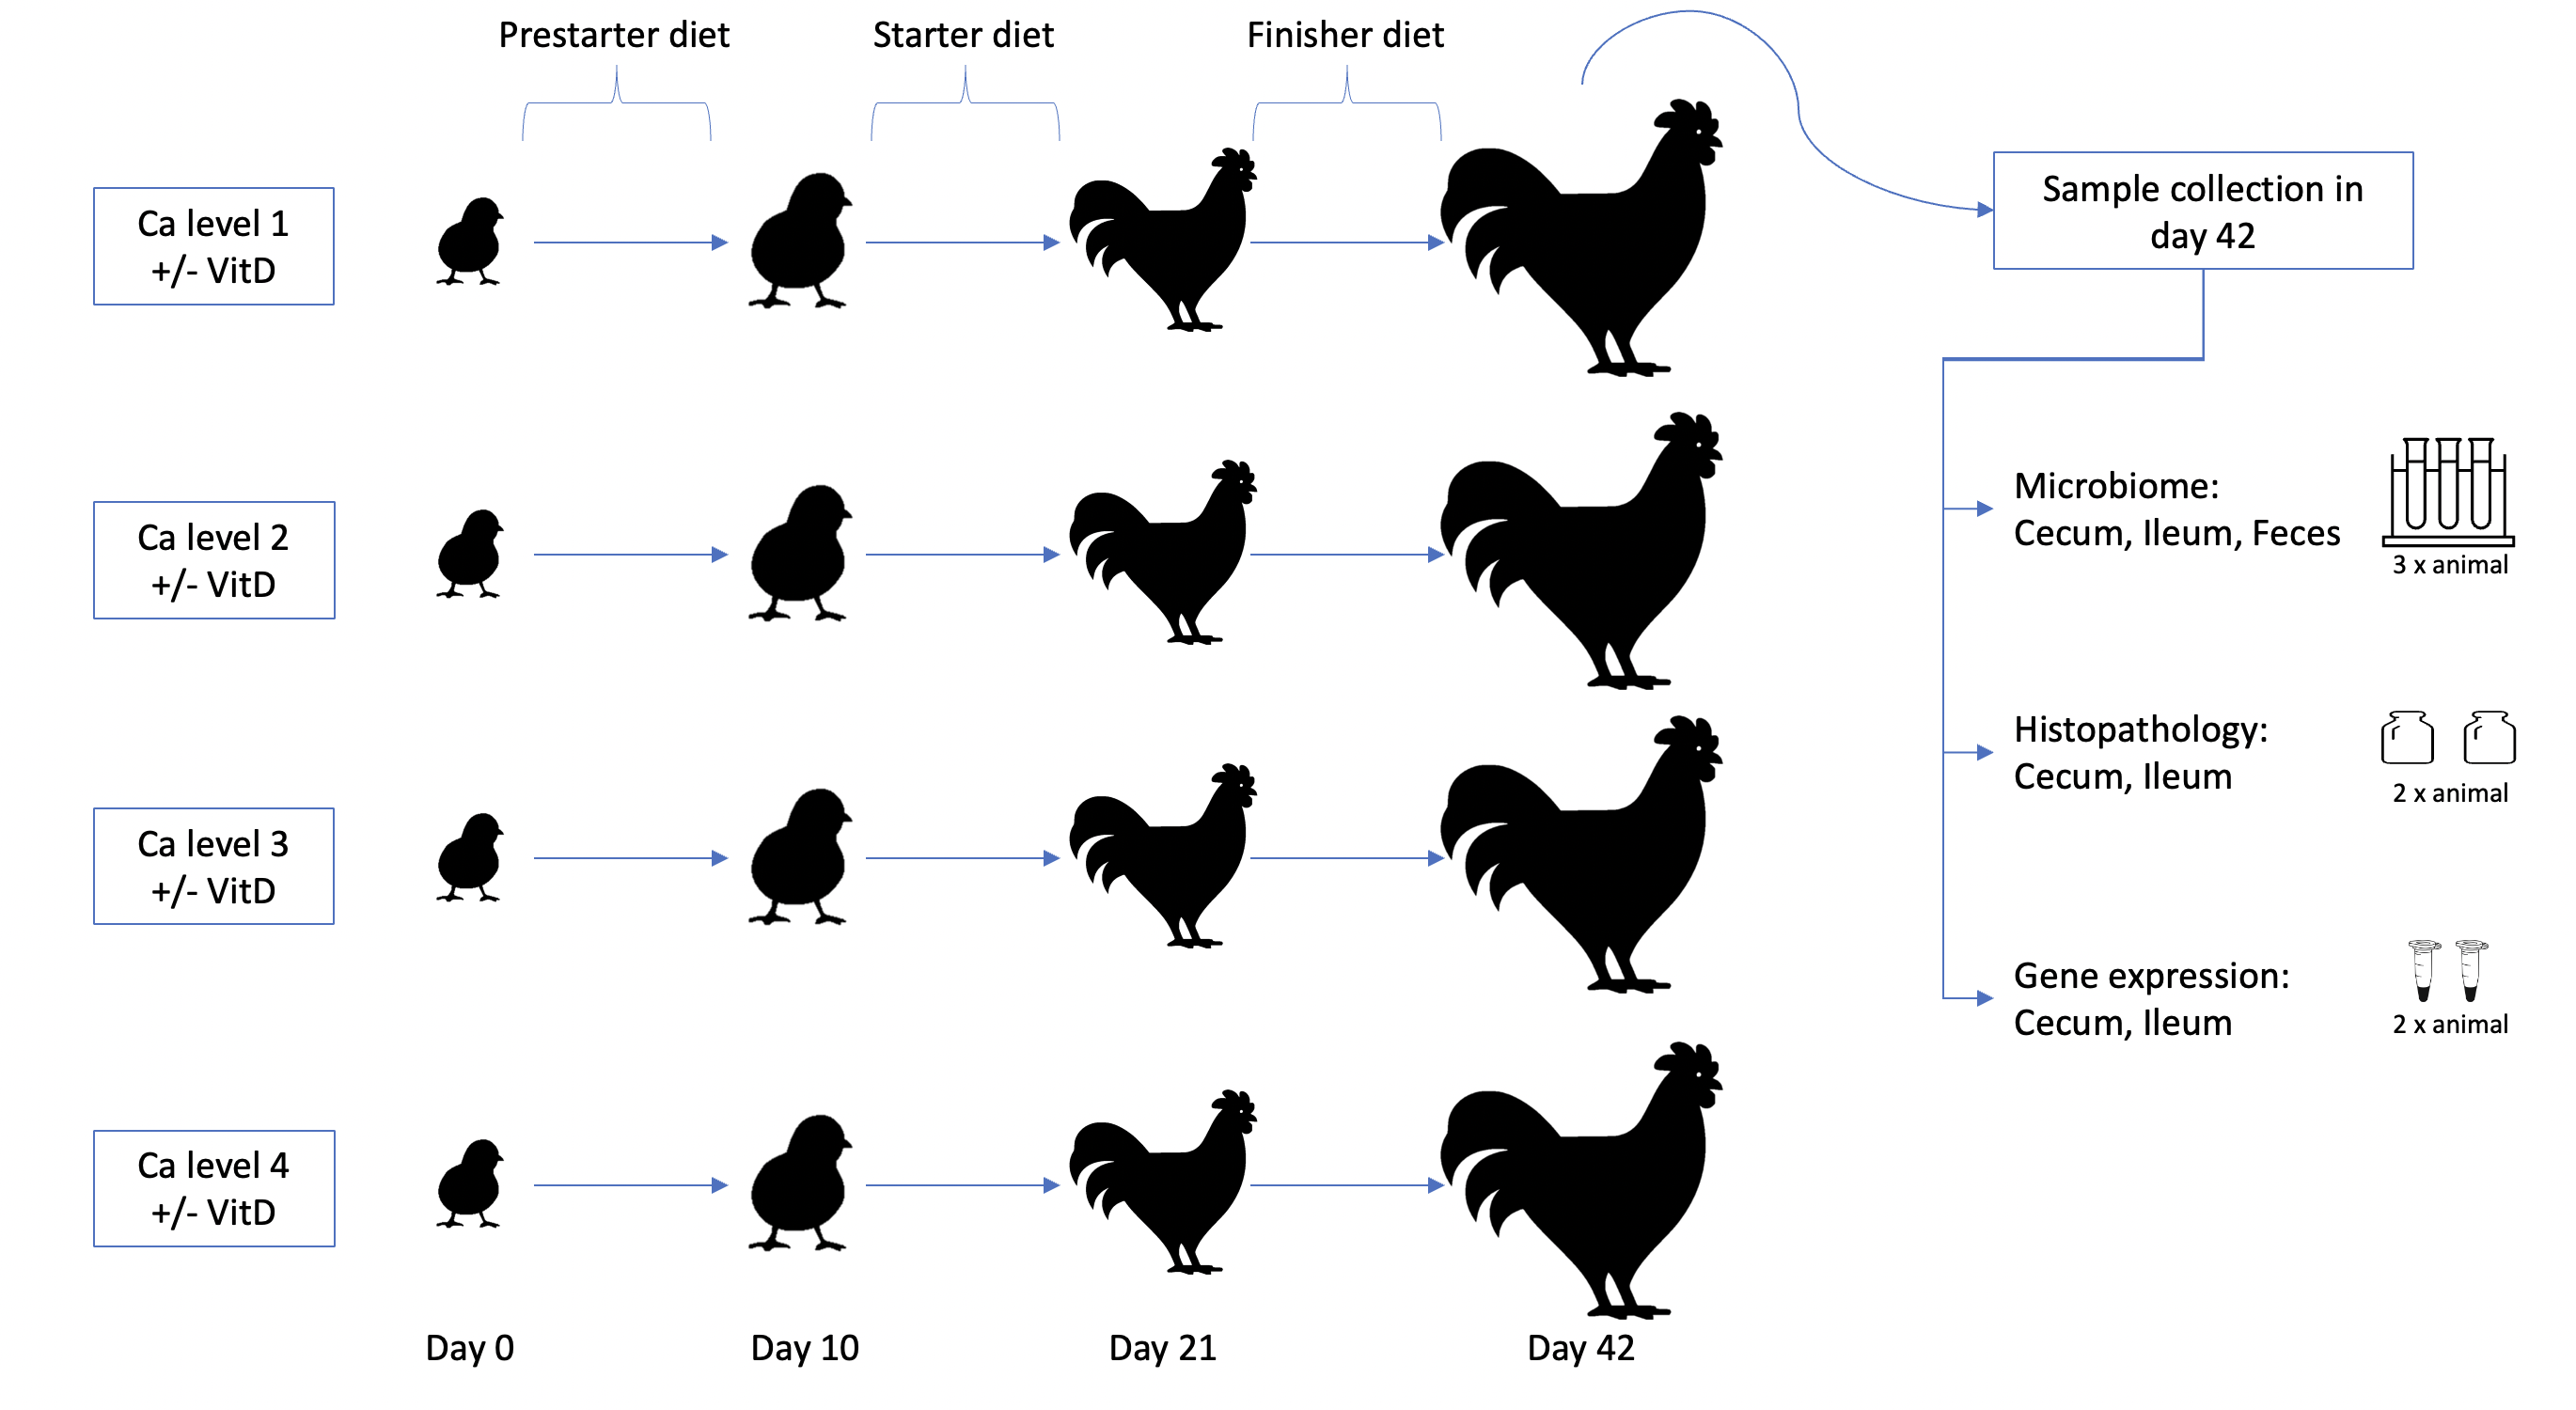 Prestarter diet
Starter diet
Finisher diet
Ca level 1
+/- VitD
Sample collection in
day 42
Ca level 2
+/- VitD
Microbiome:
Cecum, Ileum, Feces
3 x animal
Ca level 3
+/- VitD
Histopathology:
Cecum, Ileum
2 x animal
Gene expression:
Cecum, Ileum
2 x animal
Ca level 4
+/- VitD
Day 0
Day 10
Day 21
Day 42